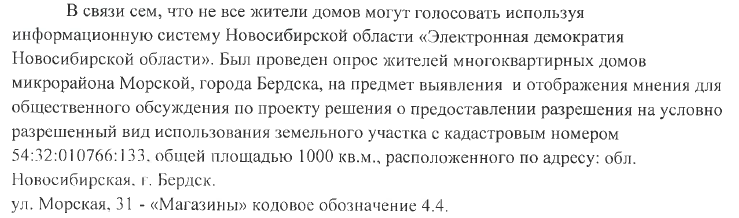 В связи сем, что не все жители домов могут голосовать используя
информационную систему Новосибирской области «Электронная демократия
Новосибирской области». Был проведен опрос жителей многоквартирных домов
микрорайона Морской, города Бердска, на предмет выявления и отображения мнения для
общественного обсуждения по проекту решения о предоставлении разрешения на условно
разрешенный вид использования земельного участка с кадастровым номером
54:32:010766:133, общей площадью 1000 кв.м., расположенного по адресу: обл.
Новосибирская, г. Бердск.
ул. Морская, 31 - «Магазины» кодовое обозначение 4.4.